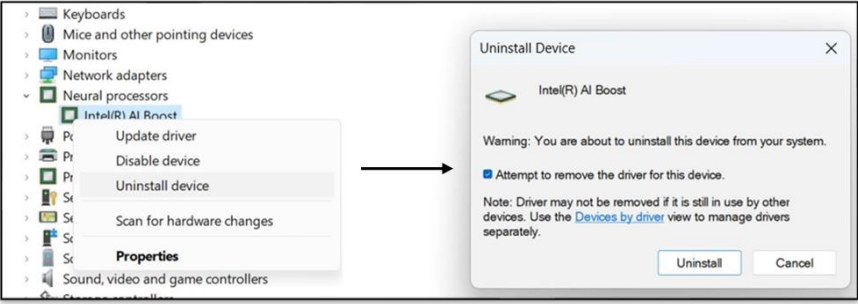 Keyboards
Mice and other pointing devices
Monitors
Network adapters
Neural processors
Intel(R) AI Boost
Update driver
Disable device
Uninstall device
Scan for hardware changes
Properties
Sound, video and game controllers
Uninstall Device
Intel(R) AI Boost
Warning: You are about to uninstall this device from your system.
Attempt to remove the driver for this device.
Note: Driver may not be removed if it is still in use by other
devices. Use the Devices by driver view to manage drivers
separately.
Uninstall
Cancel